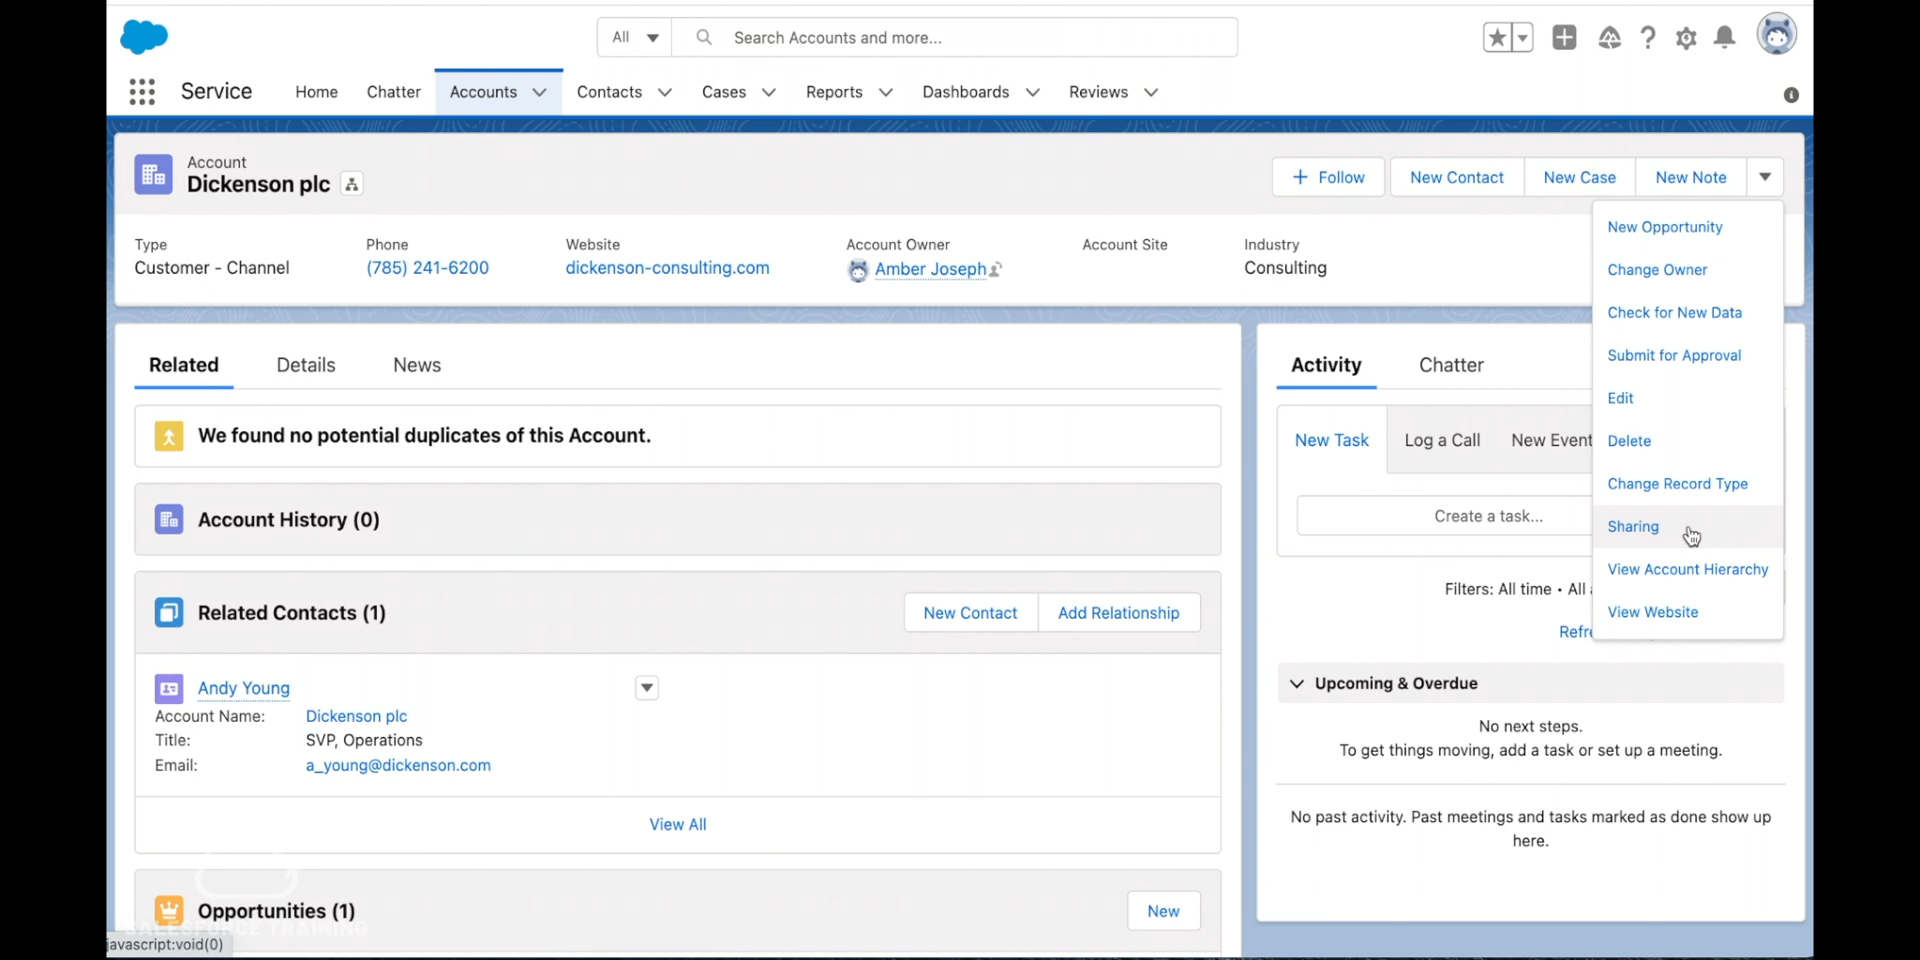 All
Search Accounts and more...
Service
Home
Chatter
Accounts
Contacts
Cases
Reports
Dashboards
Reviews
Account
Dickenson plc
Follow
New Contact
New Case
New Note
Type
Customer - Channel
Phone
(785) 241-6200
Website
dickenson-consulting.com
Account Owner
Amber Joseph
Account Site
Industry
Consulting
New Opportunity
Change Owner
Check for New Data
Submit for Approval
Edit
Delete
Change Record Type
Sharing
View Account Hierarchy
View Website
Related
Details
News
We found no potential duplicates of this Account.
Account History (0)
Related Contacts (1)
New Contact
Add Relationship
Andy Young
Account Name: Dickenson plc
Title: SVP, Operations
Email: a_young@dickenson.com
View All
Opportunities (1)
New
SALESFORCE TRAINING
javascript:void(0)
Activity
Chatter
New Task
Log a Call
New Event
Create a task...
Filters: All time • All
Refre
Upcoming & Overdue
No next steps.
To get things moving, add a task or set up a meeting.
No past activity. Past meetings and tasks marked as done show up
here.